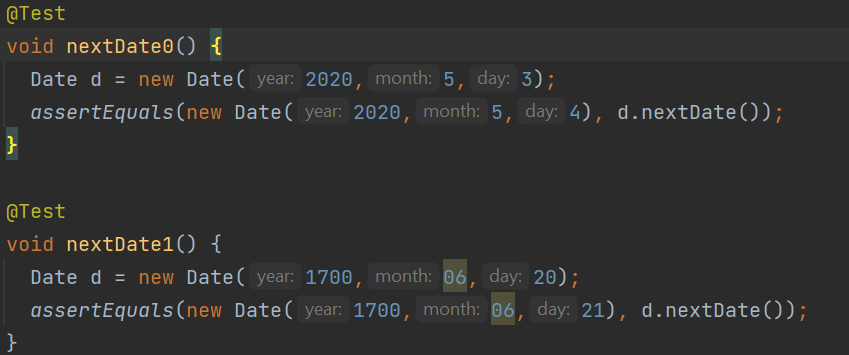 @Test
void nextDate0() {
Date d = new Date( year: 2020, month: 5, day: 3);
assertEquals(new Date( year: 2020, month: 5, day: 4), d.nextDate());
}
@Test
void nextDate1() {
Date d = new Date( year: 1700, month: 06, day: 20);
assertEquals(new Date( year: 1700, month: 06, day: 21), d.nextDate());
}